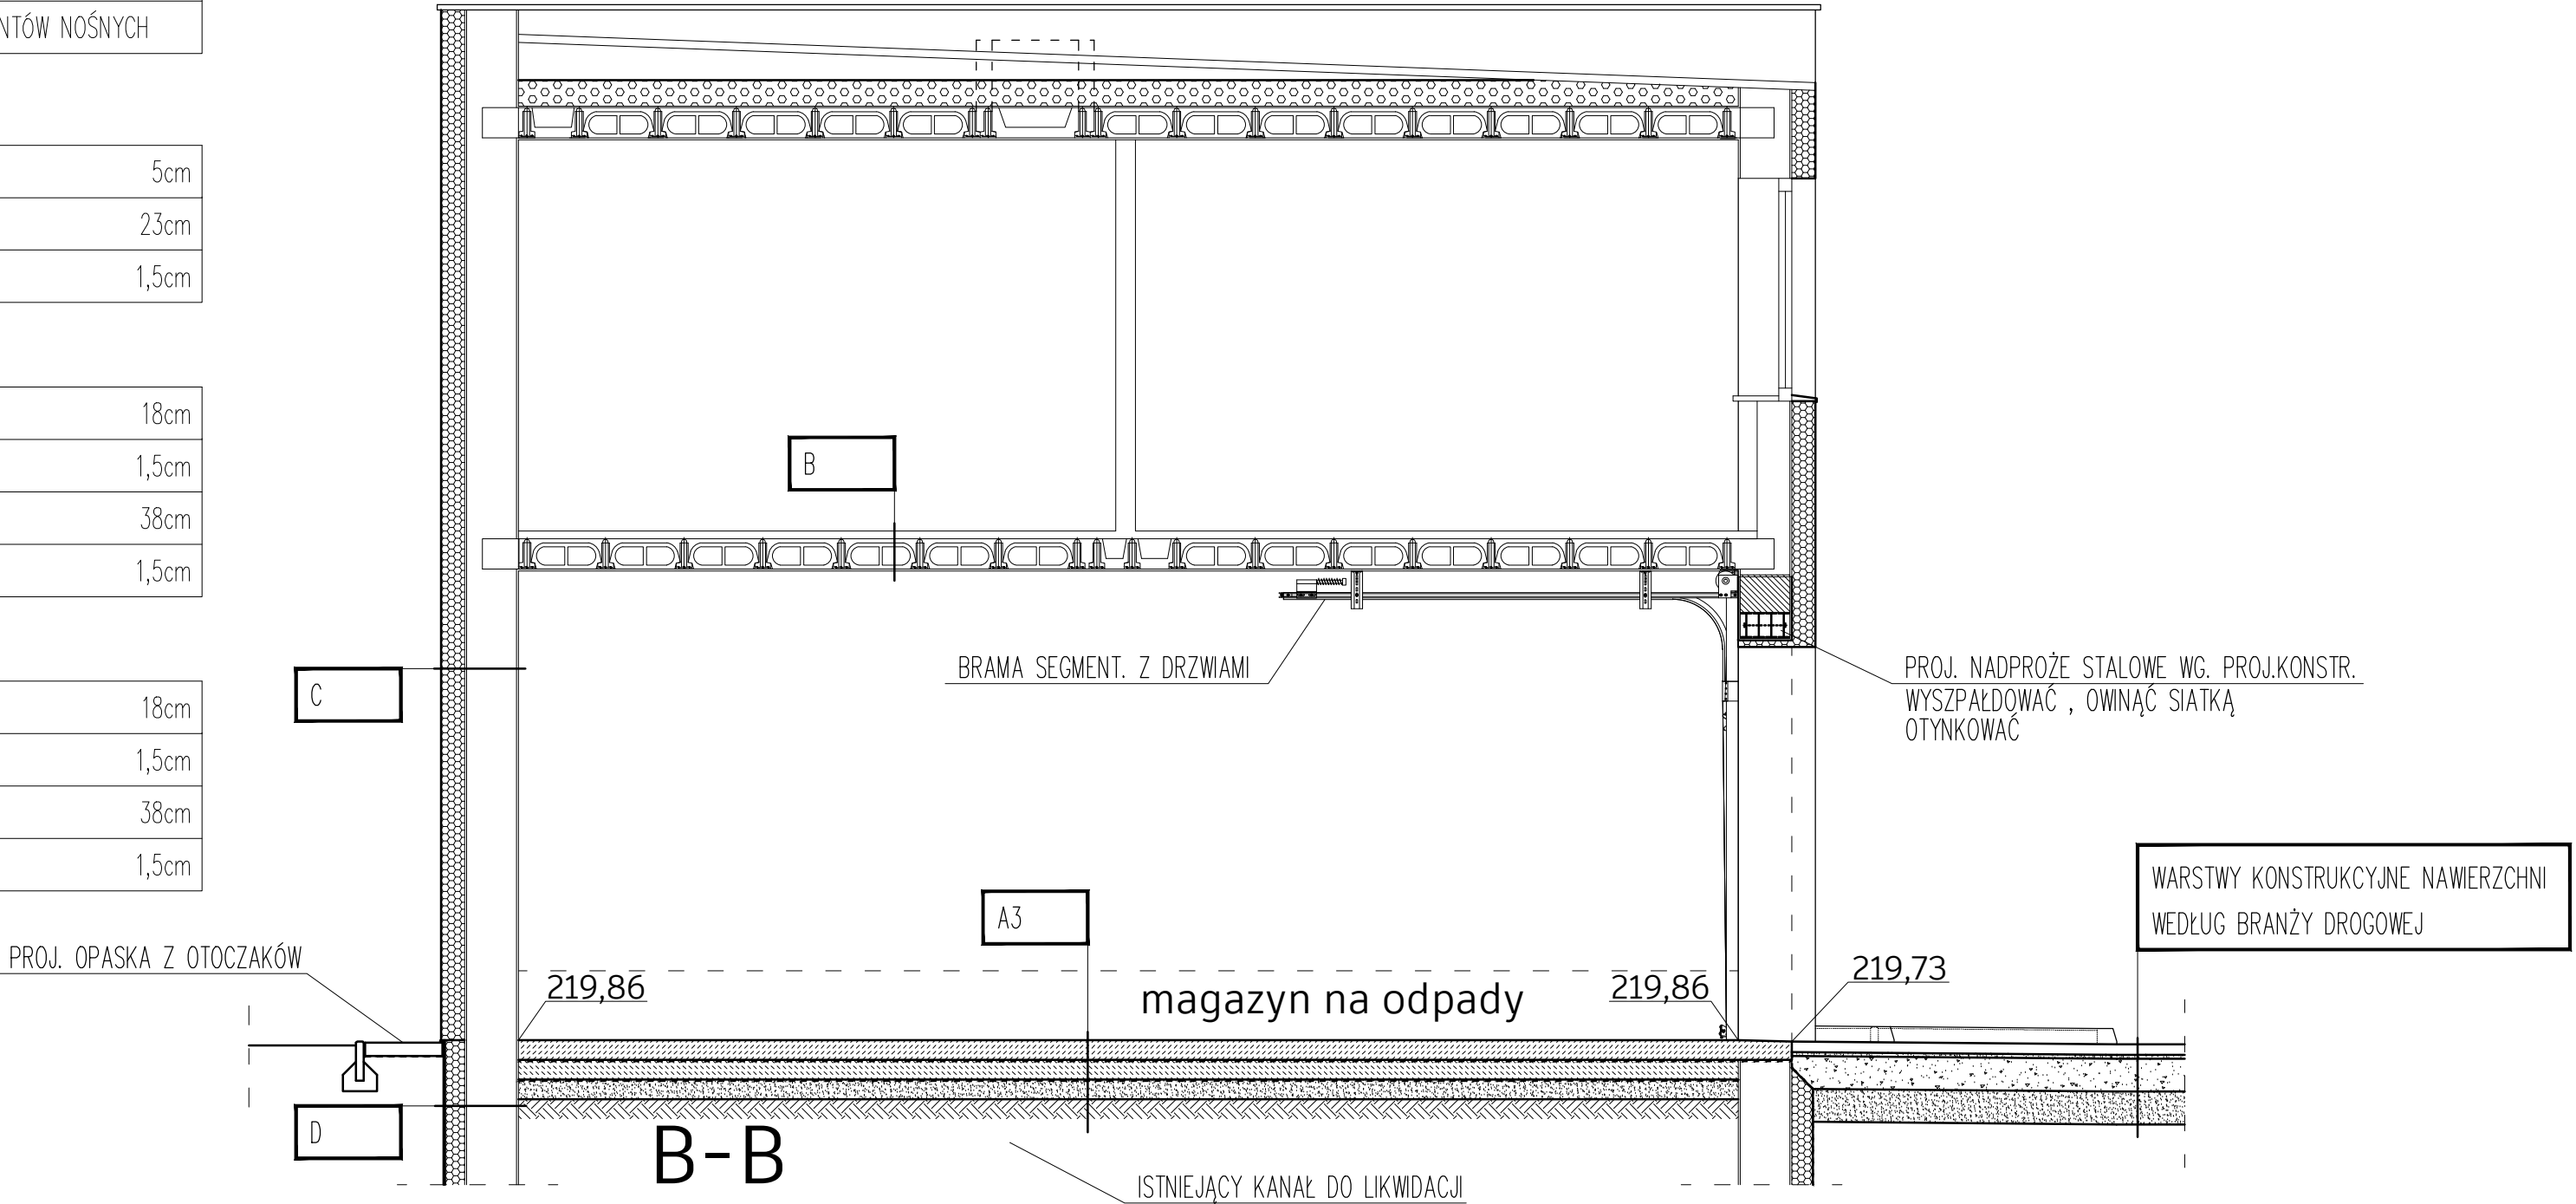 NTÓW NOŚNYCH
5cm
23cm
1,5cm
18cm
1,5cm
38cm
1,5cm
18cm
1,5cm
38cm
1,5cm
B
C
BRAMA SEGMENT. Z DRZWIAMI
PROJ. NADPROŻE STALOWE WG. PROJ.KONSTR.
WYSZPAŁDOWAĆ , OWINĄĆ SIATKĄ
OTYNKOWAĆ
A3
WARSTWY KONSTRUKCYJNE NAWIERZCHNI
WEDŁUG BRANŻY DROGOWEJ
PROJ. OPASKA Z OTOCZAKÓW
219,86
magazyn na odpady
219,86
219,73
D
B-B
ISTNIEJĄCY KANAŁ DO LIKWIDACJI